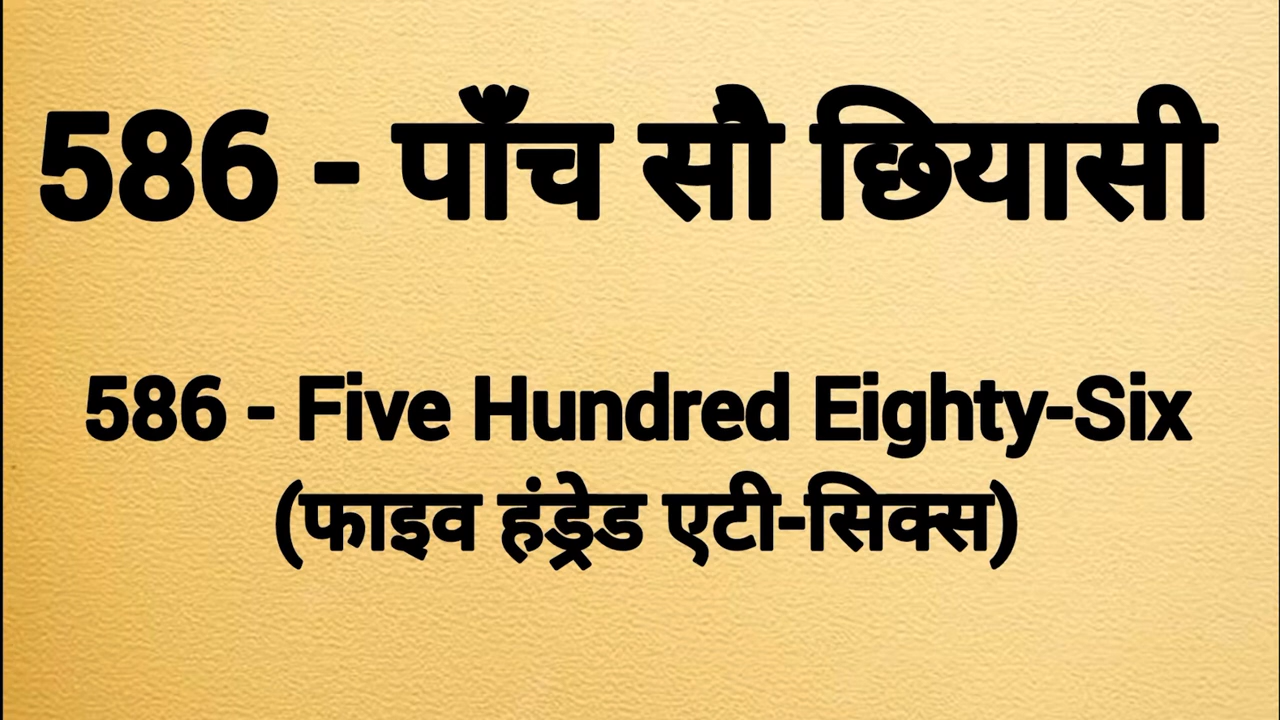 586 - पाँच सौ छियासी
586 - Five Hundred Eighty-Six
(फाइव हंड्रेड एटी-सिक्स)